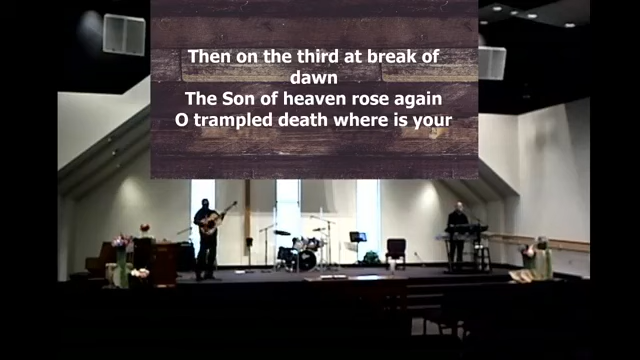 Then on the third at break of
dawn
The Son of heaven rose again
O trampled death where is your